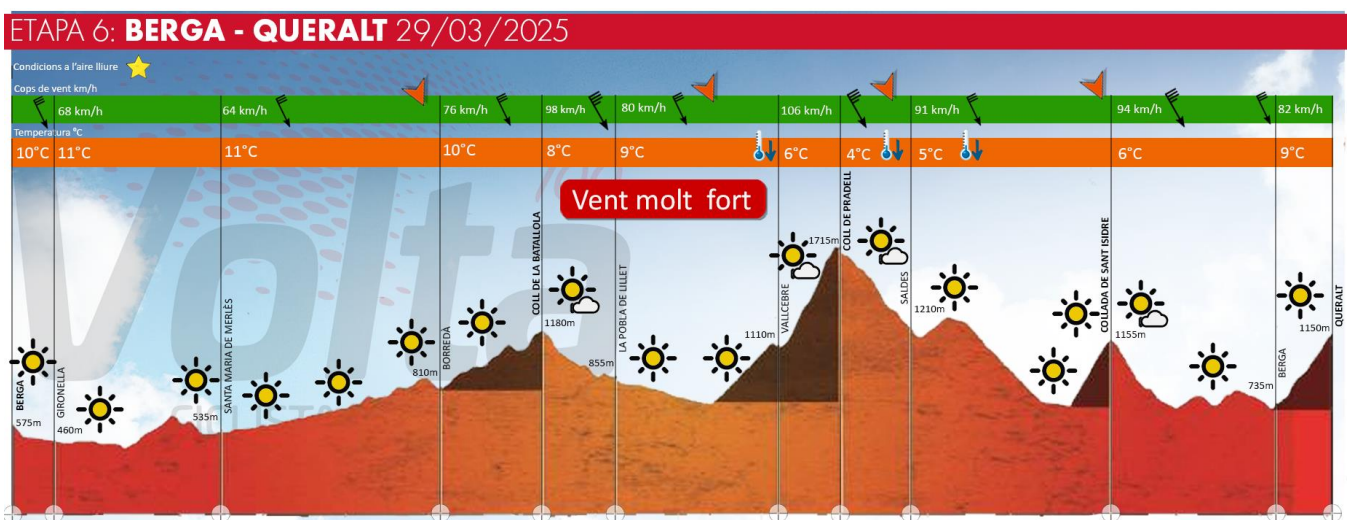 ETAPA 6: BERGA - QUERALT 29/03/2025
Condicions a l'aire lliure
Cops de vent km/h
68 km/h
64 km/h
76 km/h
98 km/h
80 km/h
106 km/h
91 km/h
94 km/h
82 km/h
Temperatura °C
10°C
11°C
11°C
10°C
8°C
9°C
6°C
4°C
5°C
6°C
9°C
Vent molt fort
Volta
100
BERGA
575m
GIRONELLA
460m
535m
SANTA MARIA DE MERLÈS
810m
BORREDÀ
COLL DE LA BATALLOLA
1180m
855m
LA POBLA DE LILLET
1110m
VALLCEBRE
1715m
COLL DE PRADELL
SALDES
1210m
COLLADA DE SANT ISIDRE
1155m
735m
BERGA
1150m
QUERALT